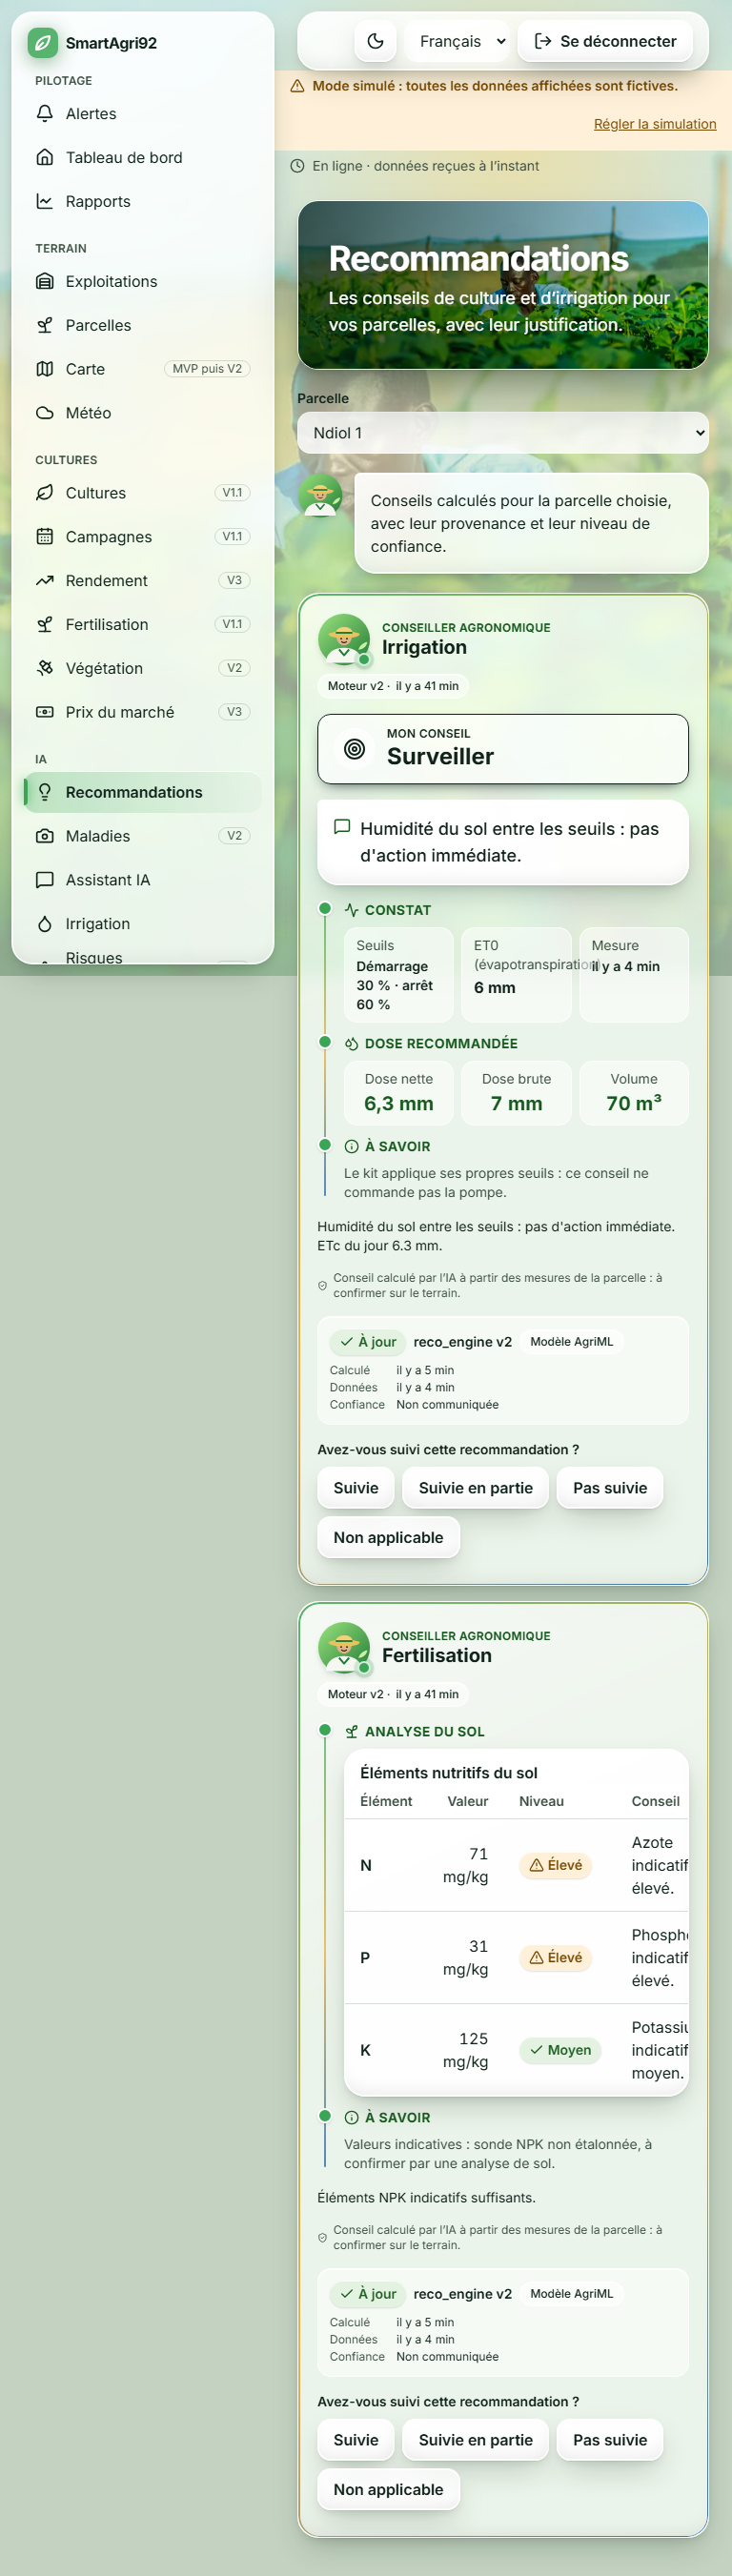 SmartAgri92
PILOTAGE
Alertes
Tableau de bord
Rapports
TERRAIN
Exploitations
Parcelles
Carte MVP puis V2
Météo
CULTURES
Cultures V1.1
Campagnes V1.1
Rendement V3
Fertilisation V1.1
Végétation V2
Prix du marché V3
IA
Recommandations
Maladies V2
Assistant IA
Irrigation
Risques
Français Se déconnecter
Mode simulé : toutes les données affichées sont fictives.
Régler la simulation
En ligne · données reçues à l’instant
Recommandations
Les conseils de culture et d’irrigation pour
vos parcelles, avec leur justification.
Parcelle
Ndiol 1
Conseils calculés pour la parcelle choisie,
avec leur provenance et leur niveau de
confiance.
CONSEILLER AGRONOMIQUE
Irrigation
Moteur v2 · il y a 41 min
MON CONSEIL
Surveiller
Humidité du sol entre les seuils : pas
d'action immédiate.
CONSTAT
Seuils
Démarrage
30 % · arrêt
60 %
ET0
(évapotranspiration)
6 mm
Mesure
il y a 4 min
DOSE RECOMMANDÉE
Dose nette
6,3 mm
Dose brute
7 mm
Volume
70 m³
À SAVOIR
Le kit applique ses propres seuils : ce conseil ne
commande pas la pompe.
Humidité du sol entre les seuils : pas d'action immédiate.
ETc du jour 6.3 mm.
Conseil calculé par l’IA à partir des mesures de la parcelle : à
confirmer sur le terrain.
À jour reco_engine v2 Modèle AgriML
Calculé il y a 5 min
Données il y a 4 min
Confiance Non communiquée
Avez-vous suivi cette recommandation ?
Suivie Suivie en partie Pas suivie
Non applicable
CONSEILLER AGRONOMIQUE
Fertilisation
Moteur v2 · il y a 41 min
ANALYSE DU SOL
Éléments nutritifs du sol
Élément Valeur Niveau Conseil
N 71 mg/kg Élevé Azote indicatif élevé.
P 31 mg/kg Élevé Phosph indicatif élevé.
K 125 mg/kg Moyen Potassiu indicatif moyen.
À SAVOIR
Valeurs indicatives : sonde NPK non étalonnée, à
confirmer par une analyse de sol.
Éléments NPK indicatifs suffisants.
Conseil calculé par l’IA à partir des mesures de la parcelle : à
confirmer sur le terrain.
À jour reco_engine v2 Modèle AgriML
Calculé il y a 5 min
Données il y a 4 min
Confiance Non communiquée
Avez-vous suivi cette recommandation ?
Suivie Suivie en partie Pas suivie
Non applicable